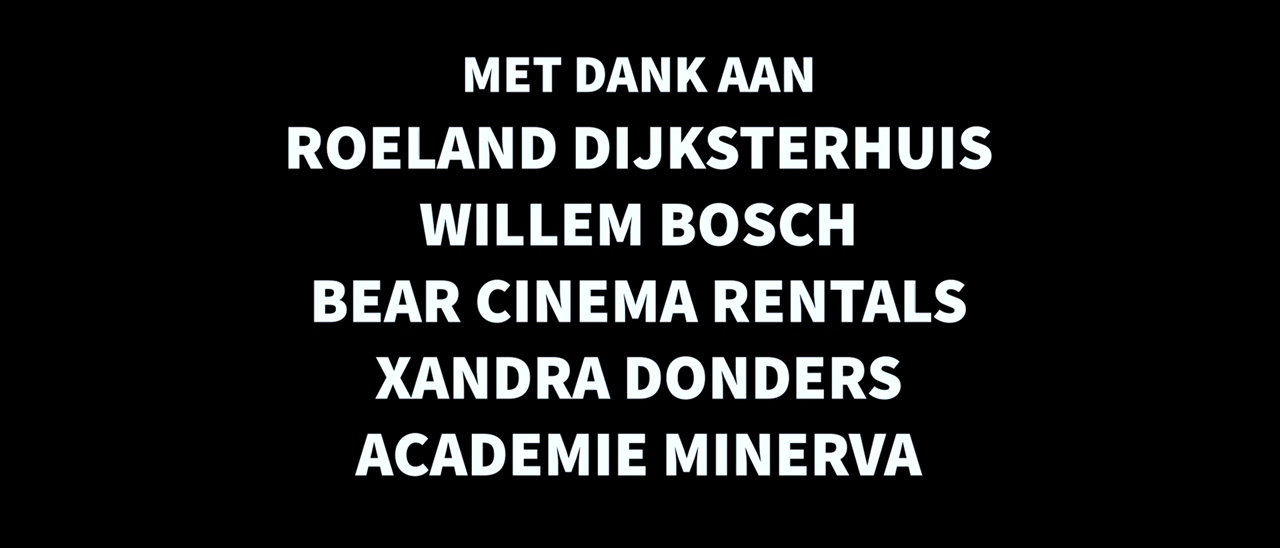 MET DANK AAN
ROELAND DIJKSTERHUIS
WILLEM BOSCH
BEAR CINEMA RENTALS
XANDRA DONDERS
ACADEMIE MINERVA